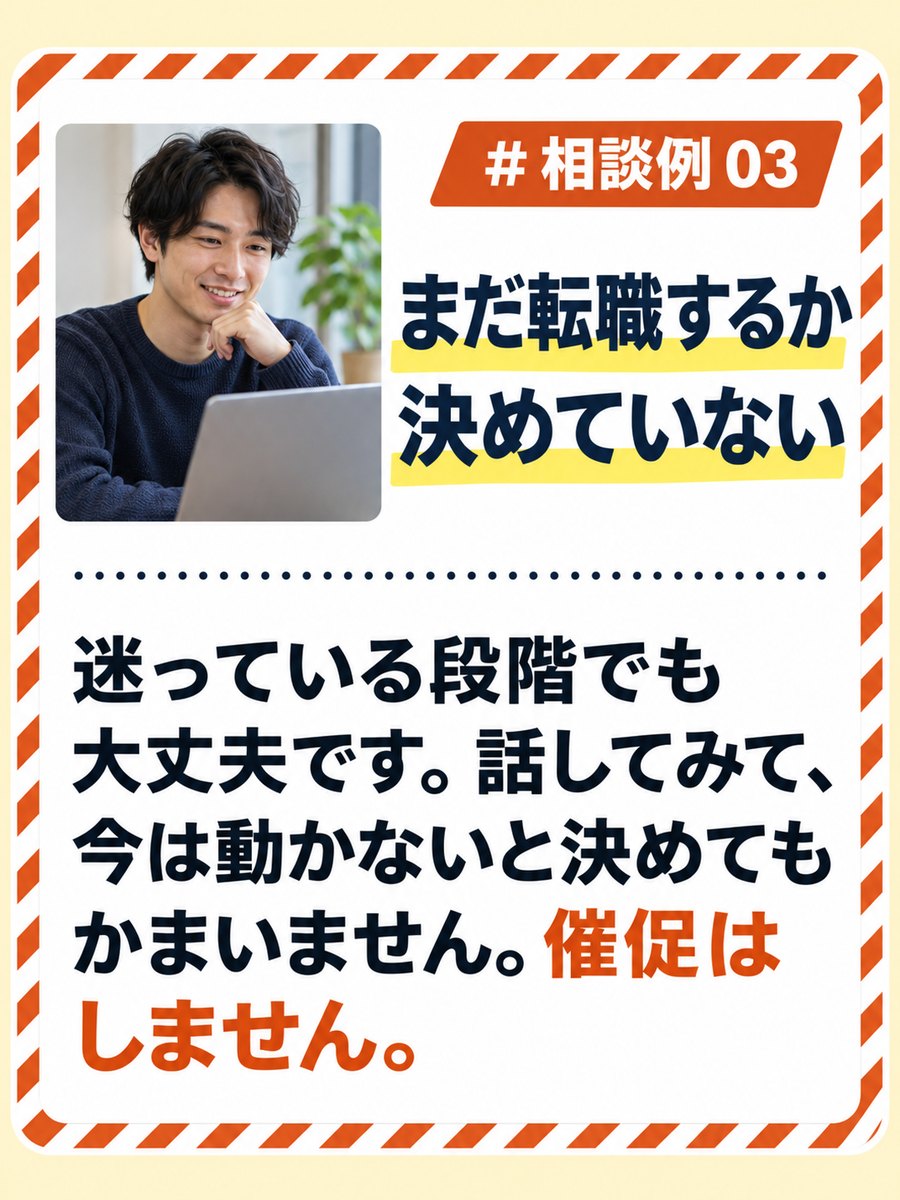 # 相談例 03
まだ転職するか
決めていない
迷っている段階でも
大丈夫です。話してみて、
今は動かないと決めても
かまいません。催促は
しません。